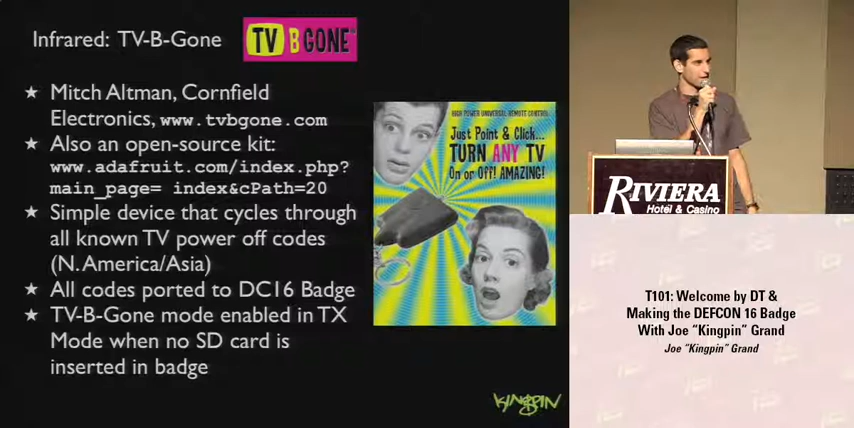 Infrared: TV-B-Gone
TV B GONE
★ Mitch Altman, Cornfield
Electronics, www.tvbgone.com
★ Also an open-source kit:
www.adafruit.com/index.php?
main_page= index&cPath=20
★ Simple device that cycles through
all known TV power off codes
(N. America/Asia)
★ All codes ported to DC16 Badge
★ TV-B-Gone mode enabled in TX
Mode when no SD card is
inserted in badge
HIGH POWER UNIVERSAL REMOTE CONTROL
Just Point & Click...
TURN ANY TV
On or Off! AMAZING!
KINGPIN
RIVIERA
Hotel & Casino
T101: Welcome by DT &
Making the DEFCON 16 Badge
With Joe “Kingpin” Grand
Joe “Kingpin” Grand